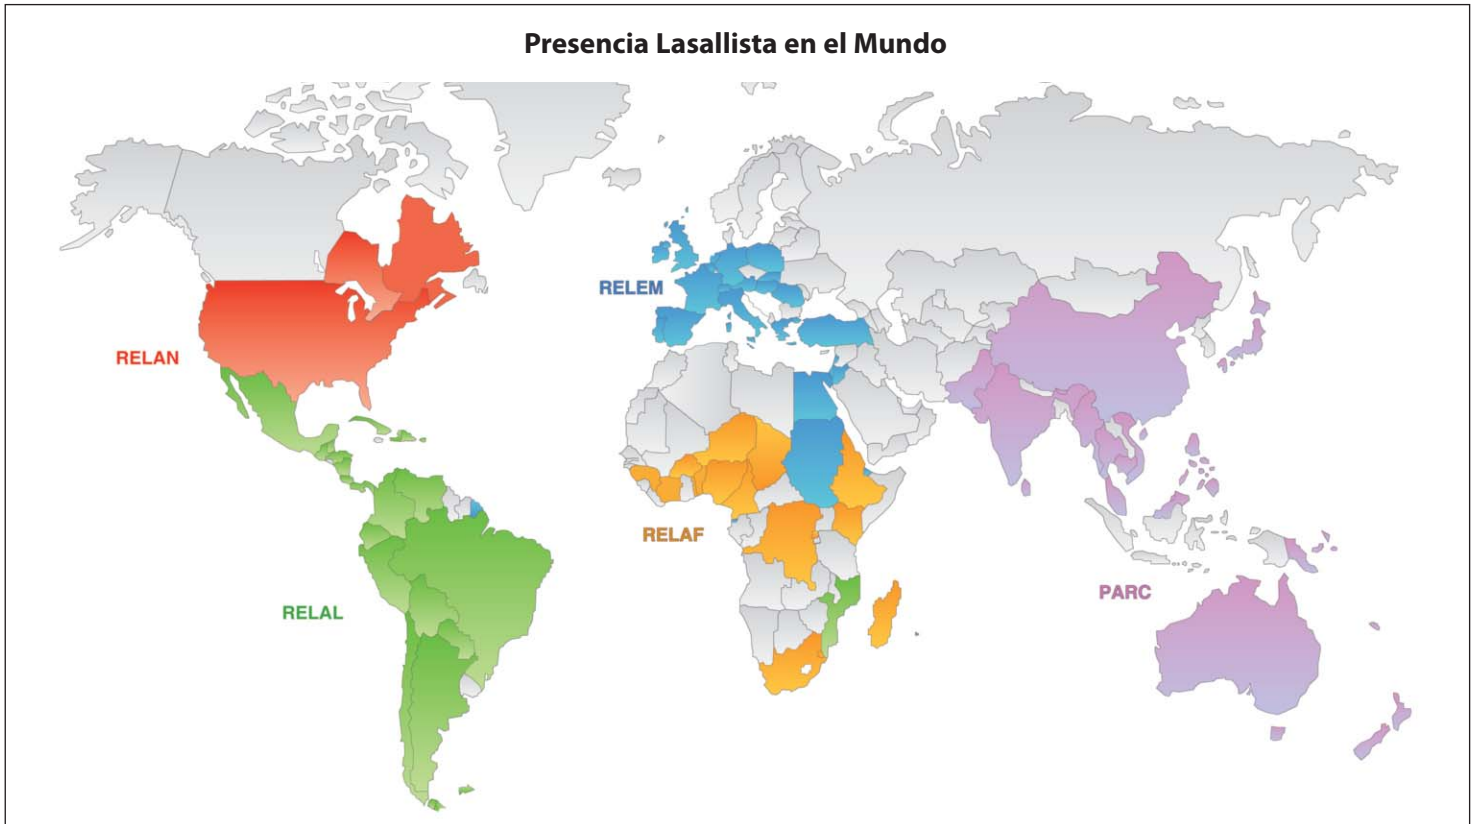 Presencia Lasallista en el Mundo
RELEM
RELAN
RELAF
PARC
RELAL